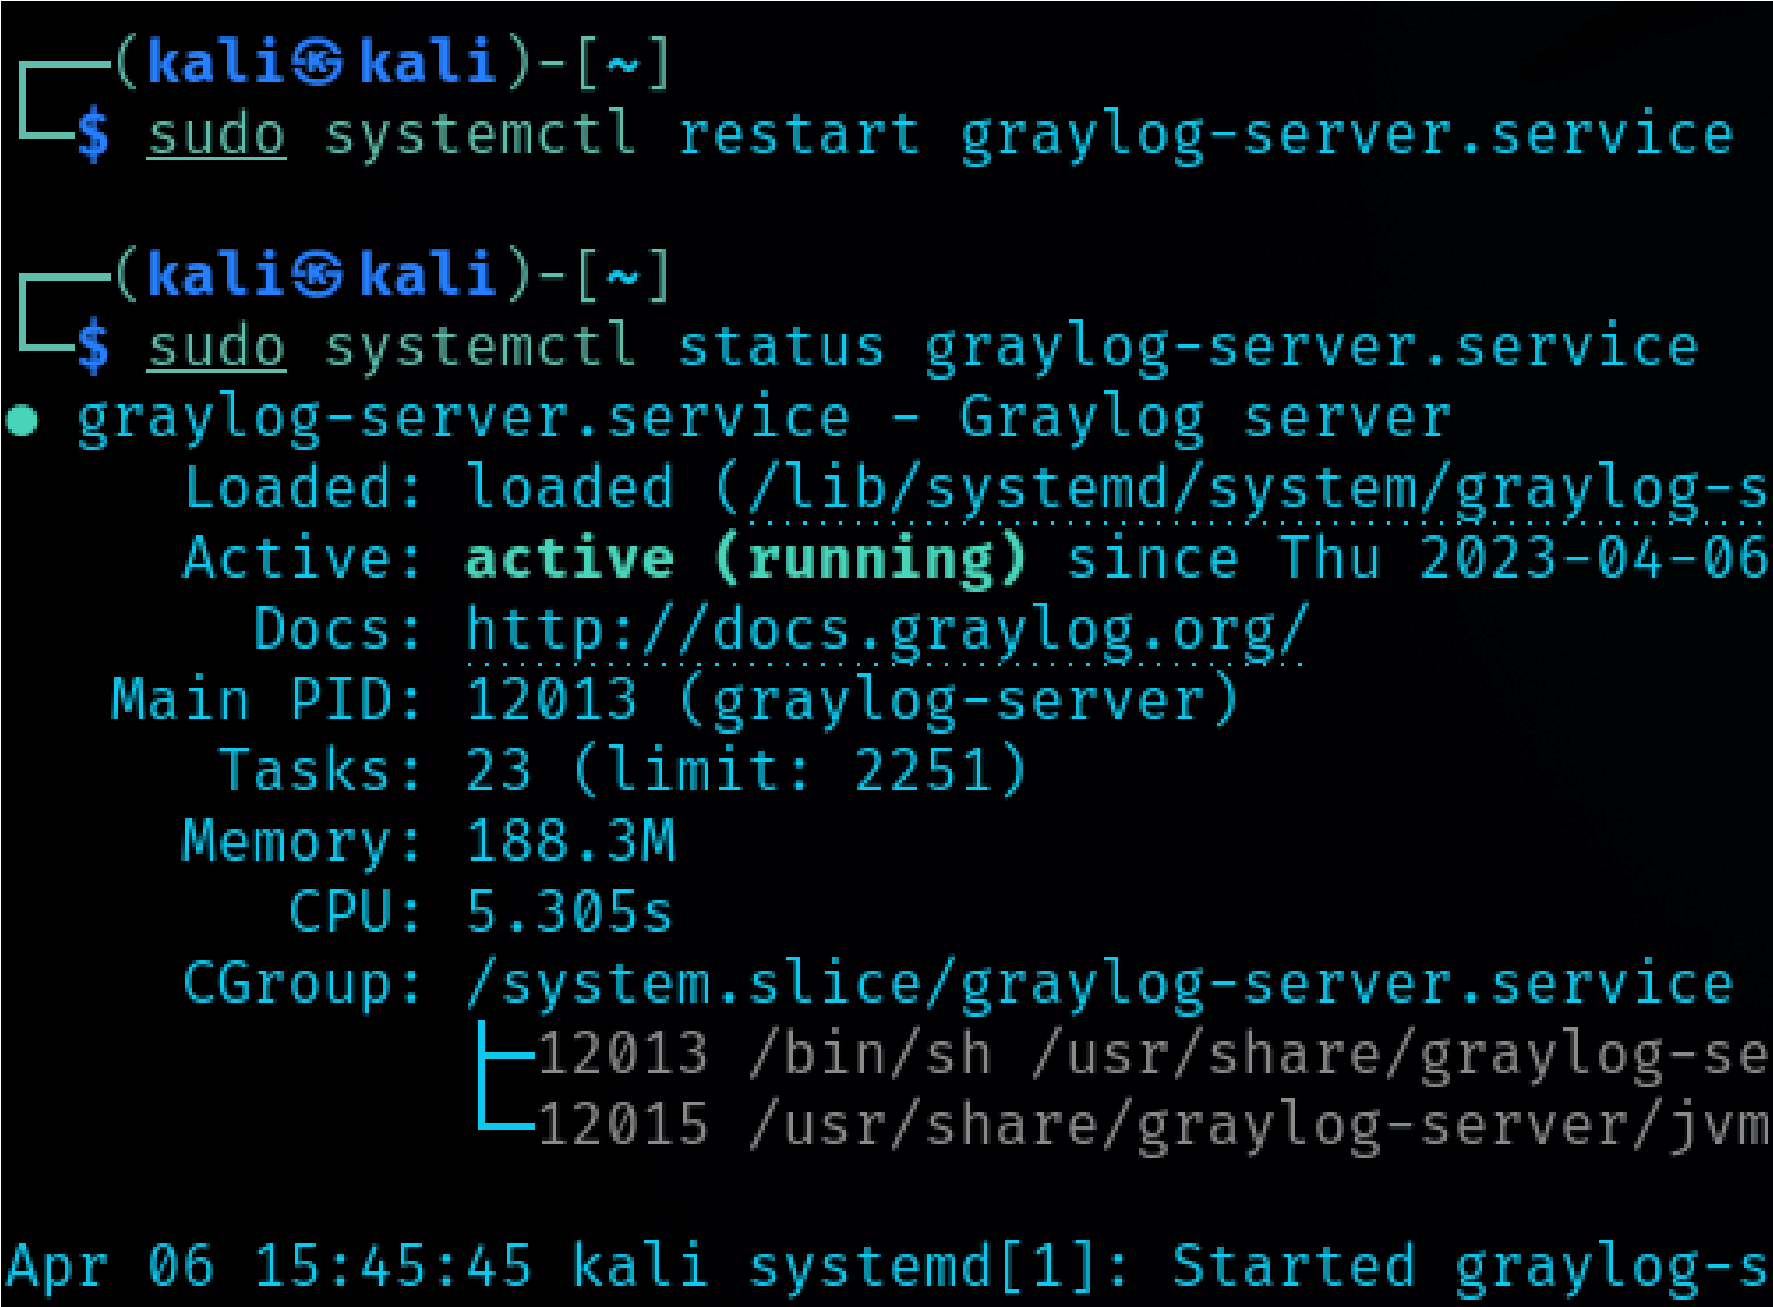 ┌──(kali㉿kali)-[~]
└─$ sudo systemctl restart graylog-server.service
┌──(kali㉿kali)-[~]
└─$ sudo systemctl status graylog-server.service
● graylog-server.service - Graylog server
Loaded: loaded (/lib/systemd/system/graylog-s
Active: active (running) since Thu 2023-04-06
Docs: http://docs.graylog.org/
Main PID: 12013 (graylog-server)
Tasks: 23 (limit: 2251)
Memory: 188.3M
CPU: 5.305s
CGroup: /system.slice/graylog-server.service
├─12013 /bin/sh /usr/share/graylog-se
└─12015 /usr/share/graylog-server/jvm
Apr 06 15:45:45 kali systemd[1]: Started graylog-s